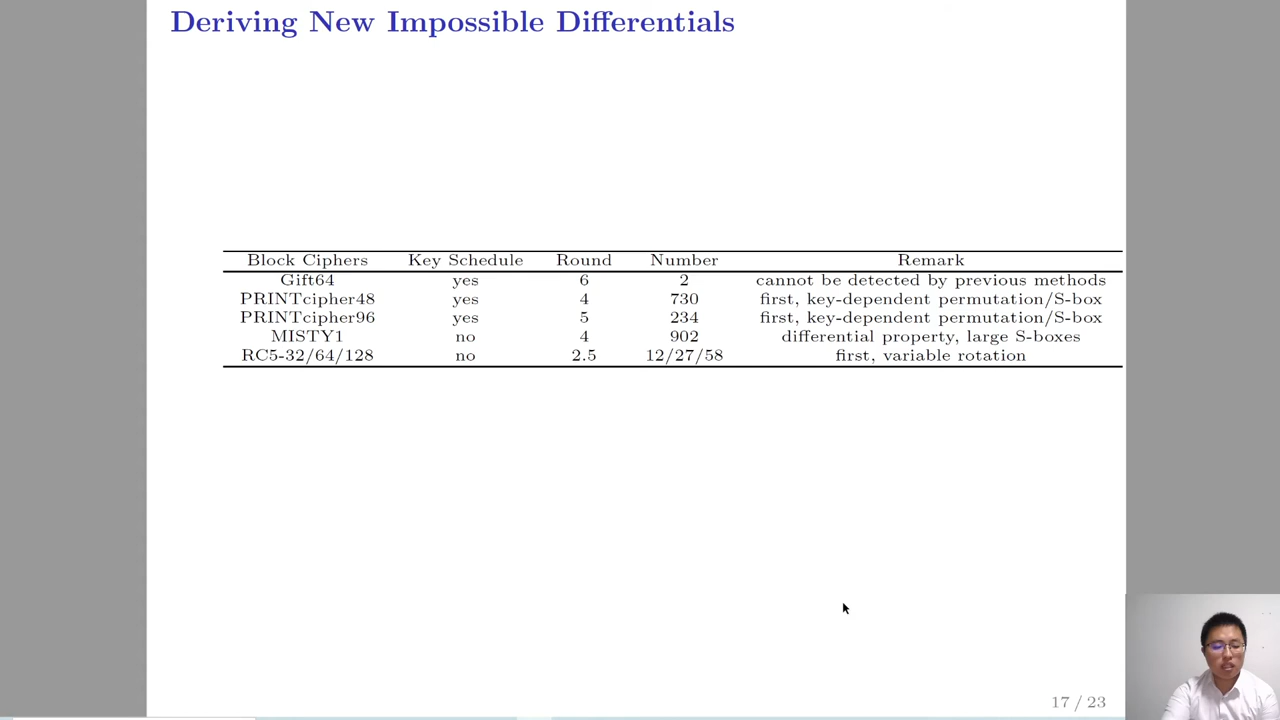 Deriving New Impossible Differentials
Block Ciphers Key Schedule Round Number Remark
Gift64 yes 6 2 cannot be detected by previous methods
PRINTcipher48 yes 4 730 first, key-dependent permutation/S-box
PRINTcipher96 yes 5 234 first, key-dependent permutation/S-box
MISTY1 no 4 902 differential property, large S-boxes
RC5-32/64/128 no 2.5 12/27/58 first, variable rotation
17 / 23